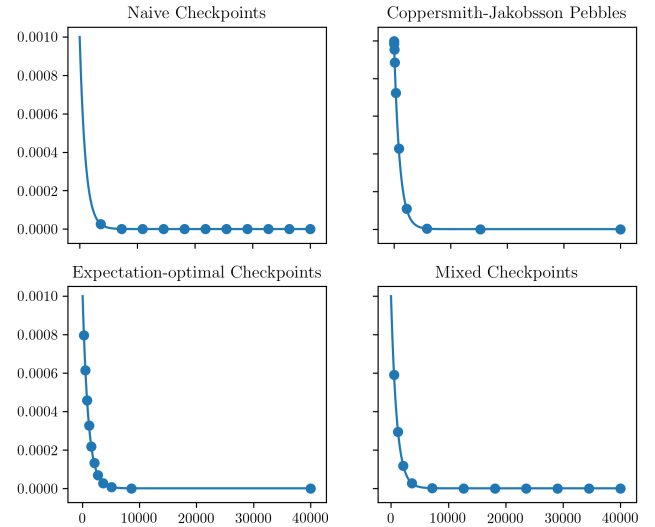 Naive Checkpoints
Coppersmith-Jakobsson Pebbles
0.0010
0.0008
0.0006
0.0004
0.0002
0.0000
Expectation-optimal Checkpoints
Mixed Checkpoints
0.0010
0.0008
0.0006
0.0004
0.0002
0.0000
0 10000 20000 30000 40000
0 10000 20000 30000 40000